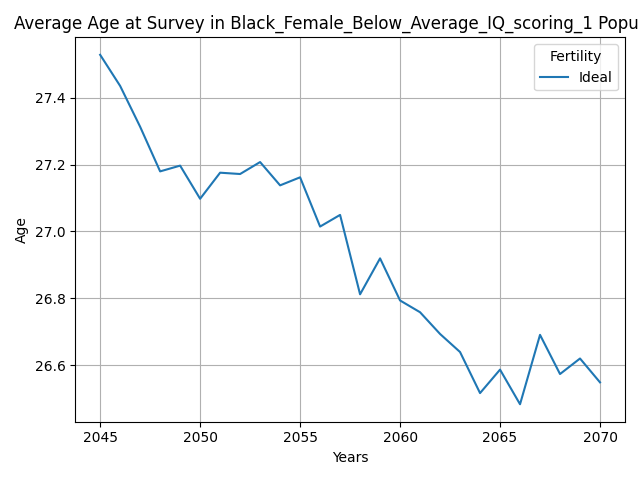 Average Age at Survey in Black_Female_Below_Average_IQ_scoring_1 Popu
Fertility
Ideal
27.4
27.2
27.0
26.8
26.6
Age
2045 2050 2055 2060 2065 2070
Years